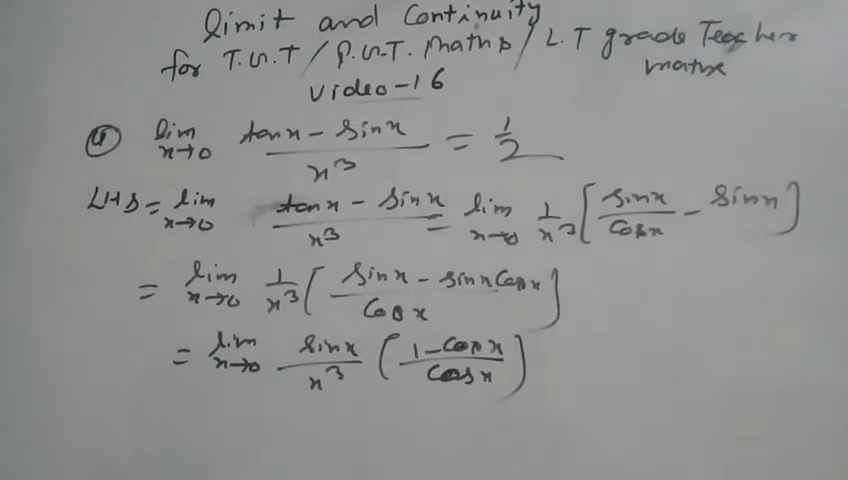 limit and Continuity
for T.G.T / P.G.T. Maths / L.T grade Teacher
maths
video-16
④ lim x→0 (tanx - sinx)/x³ = 1/2
LHS = lim x→0 (tanx - sinx)/x³ = lim x→0 1/x³ [sinx/cosx - sinx]
= lim x→0 1/x³ [(sinx - sinx cosx)/cosx]
= lim x→0 sinx/x³ [(1-cosx)/cosx]